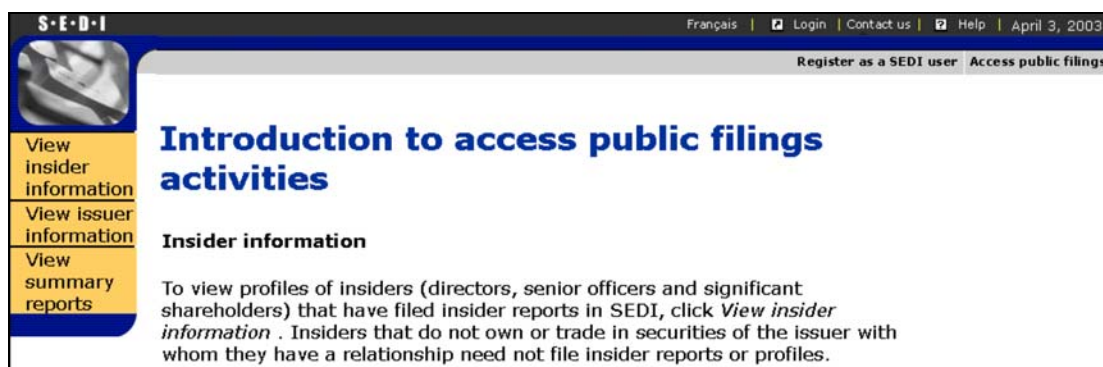 S•E•D•I
Français | Login | Contact us | Help | April 3, 2003
Register as a SEDI user Access public filings
View
insider
information
View issuer
information
View
summary
reports
Introduction to access public filings
activities
Insider information
To view profiles of insiders (directors, senior officers and significant
shareholders) that have filed insider reports in SEDI, click View insider
information . Insiders that do not own or trade in securities of the issuer with
whom they have a relationship need not file insider reports or profiles.